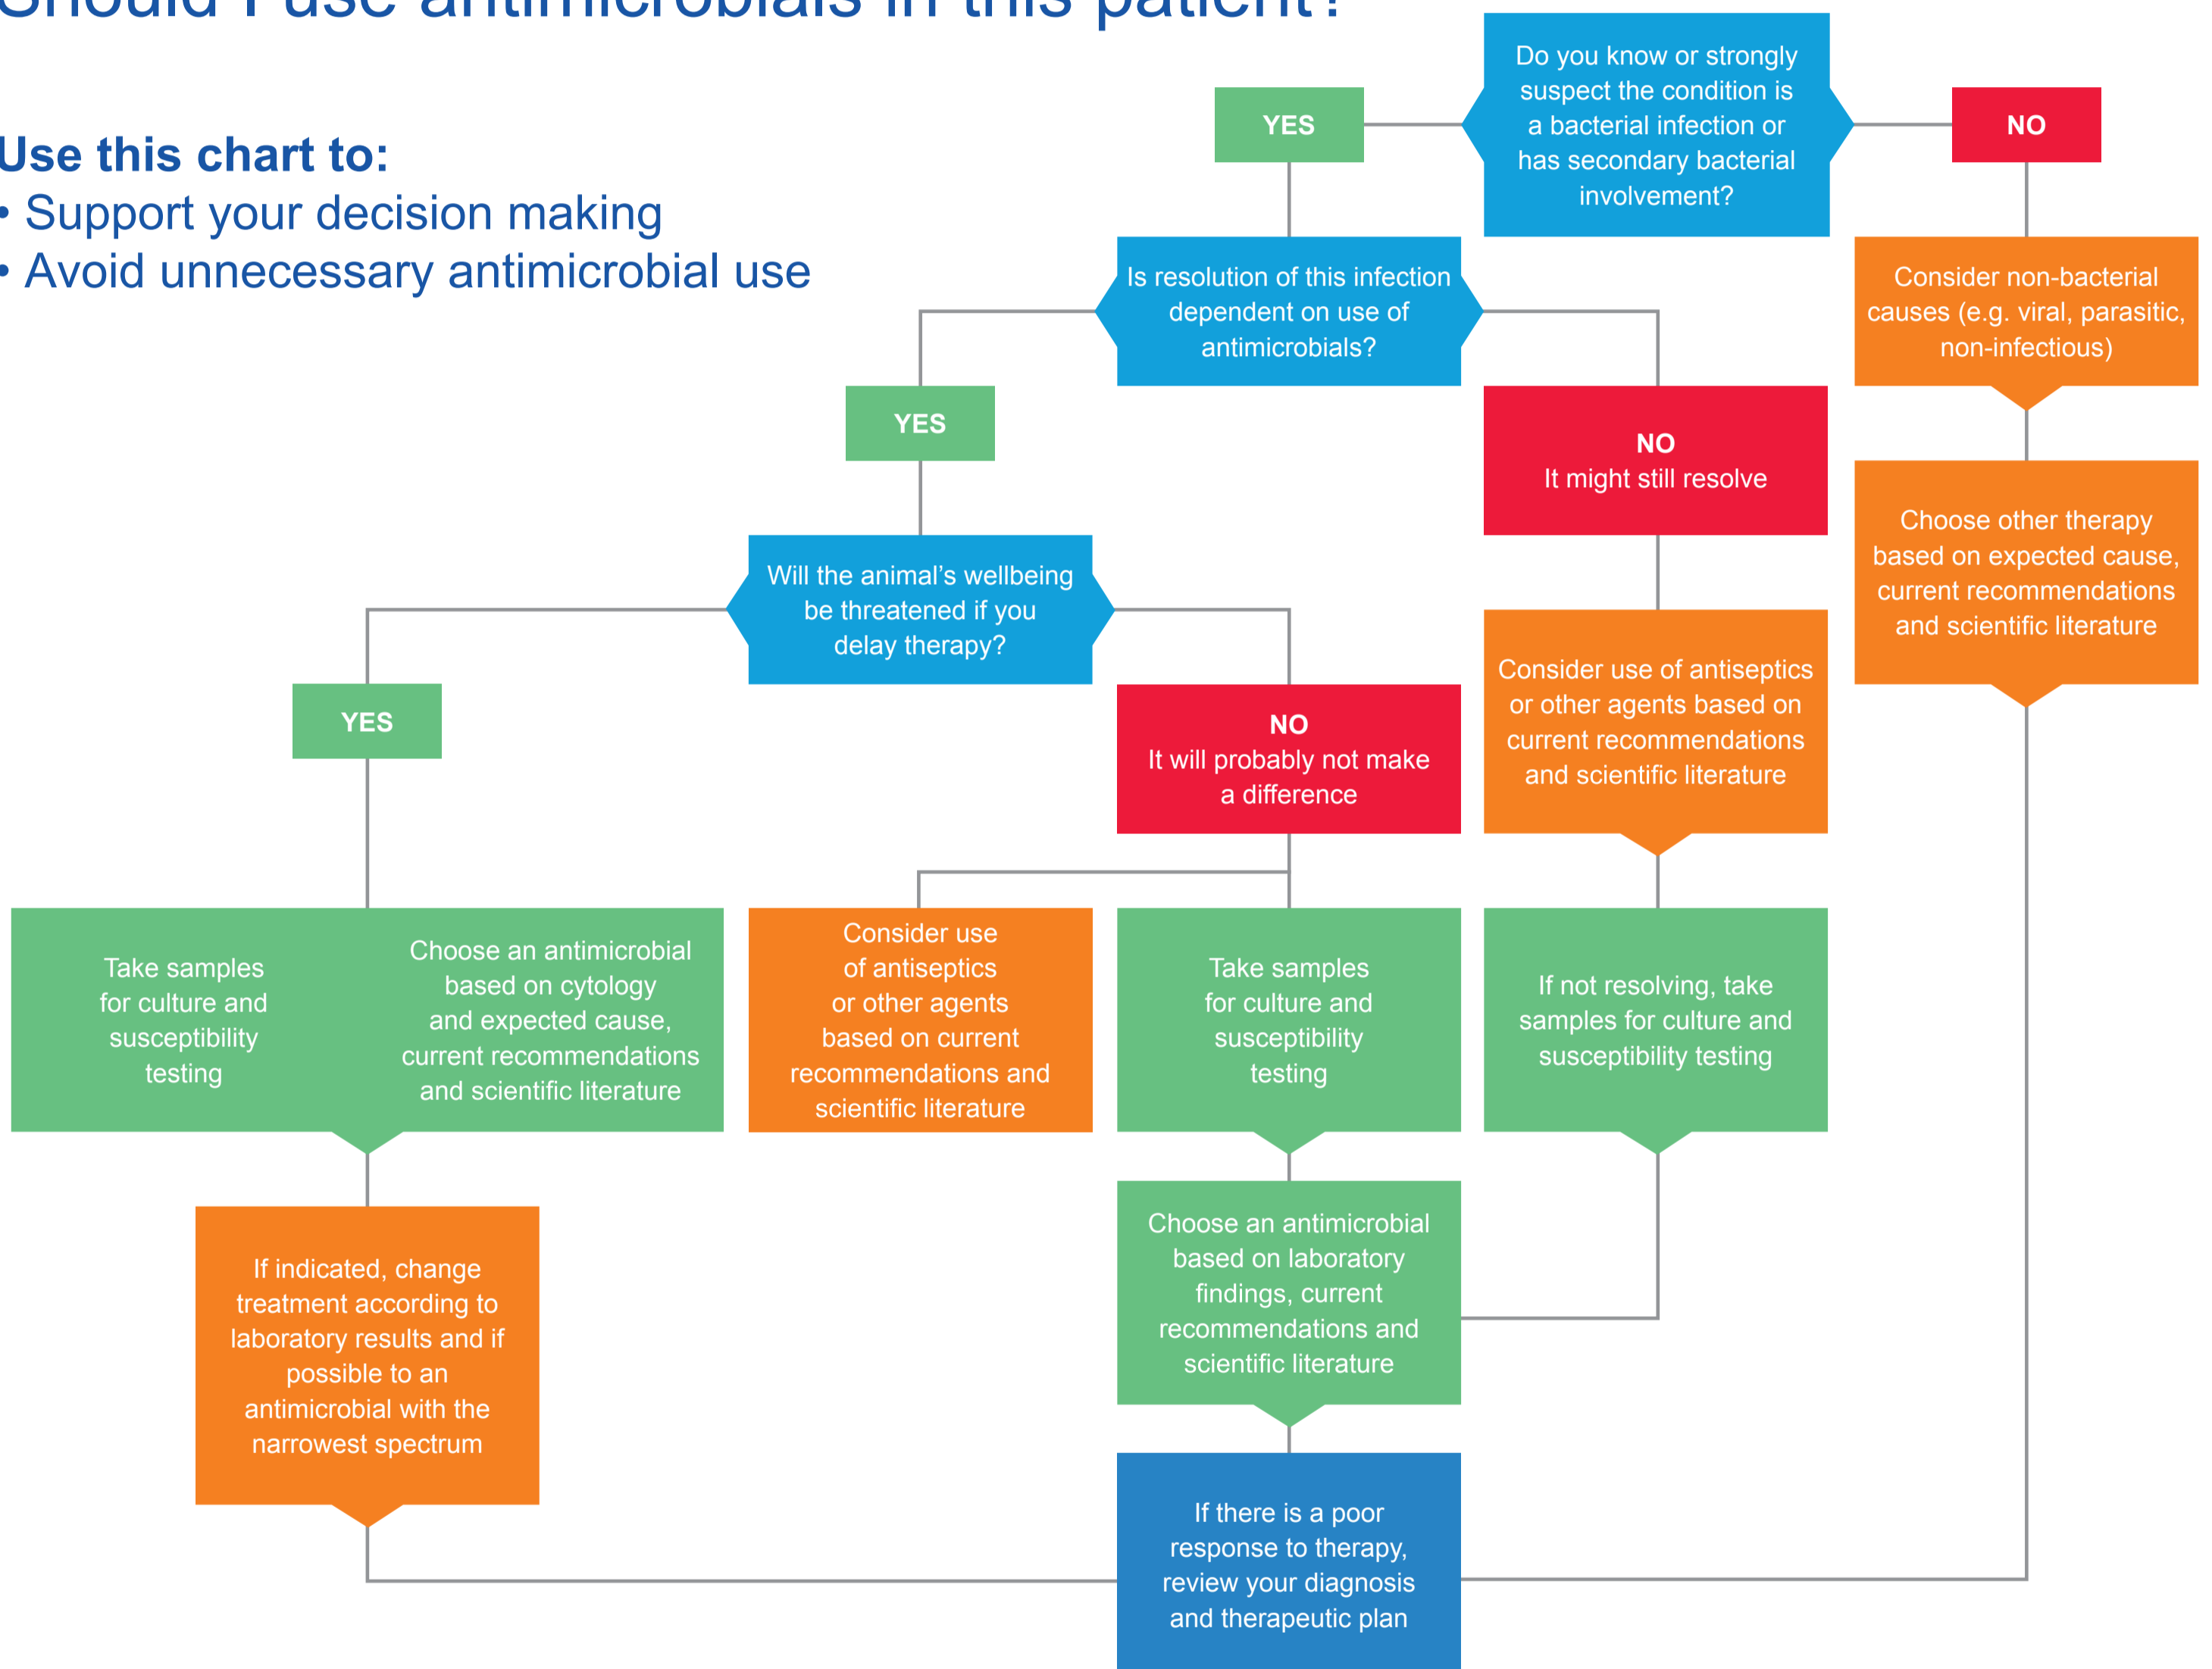 Should I use antimicrobials in this patient?
Use this chart to:
• Support your decision making
• Avoid unnecessary antimicrobial use
Do you know or strongly
suspect the condition is
a bacterial infection or
has secondary bacterial
involvement?
YES
NO
Is resolution of this infection
dependent on use of
antimicrobials?
Consider non-bacterial
causes (e.g. viral, parasitic,
non-infectious)
YES
NO
It might still resolve
Choose other therapy
based on expected cause,
current recommendations
and scientific literature
Will the animal’s wellbeing
be threatened if you
delay therapy?
Consider use of antiseptics
or other agents based on
current recommendations
and scientific literature
YES
NO
It will probably not make
a difference
Take samples
for culture and
susceptibility
testing
Choose an antimicrobial
based on cytology
and expected cause,
current recommendations
and scientific literature
Consider use
of antiseptics
or other agents
based on current
recommendations and
scientific literature
Take samples
for culture and
susceptibility
testing
If not resolving, take
samples for culture and
susceptibility testing
If indicated, change
treatment according to
laboratory results and if
possible to an
antimicrobial with the
narrowest spectrum
Choose an antimicrobial
based on laboratory
findings, current
recommendations and
scientific literature
If there is a poor
response to therapy,
review your diagnosis
and therapeutic plan